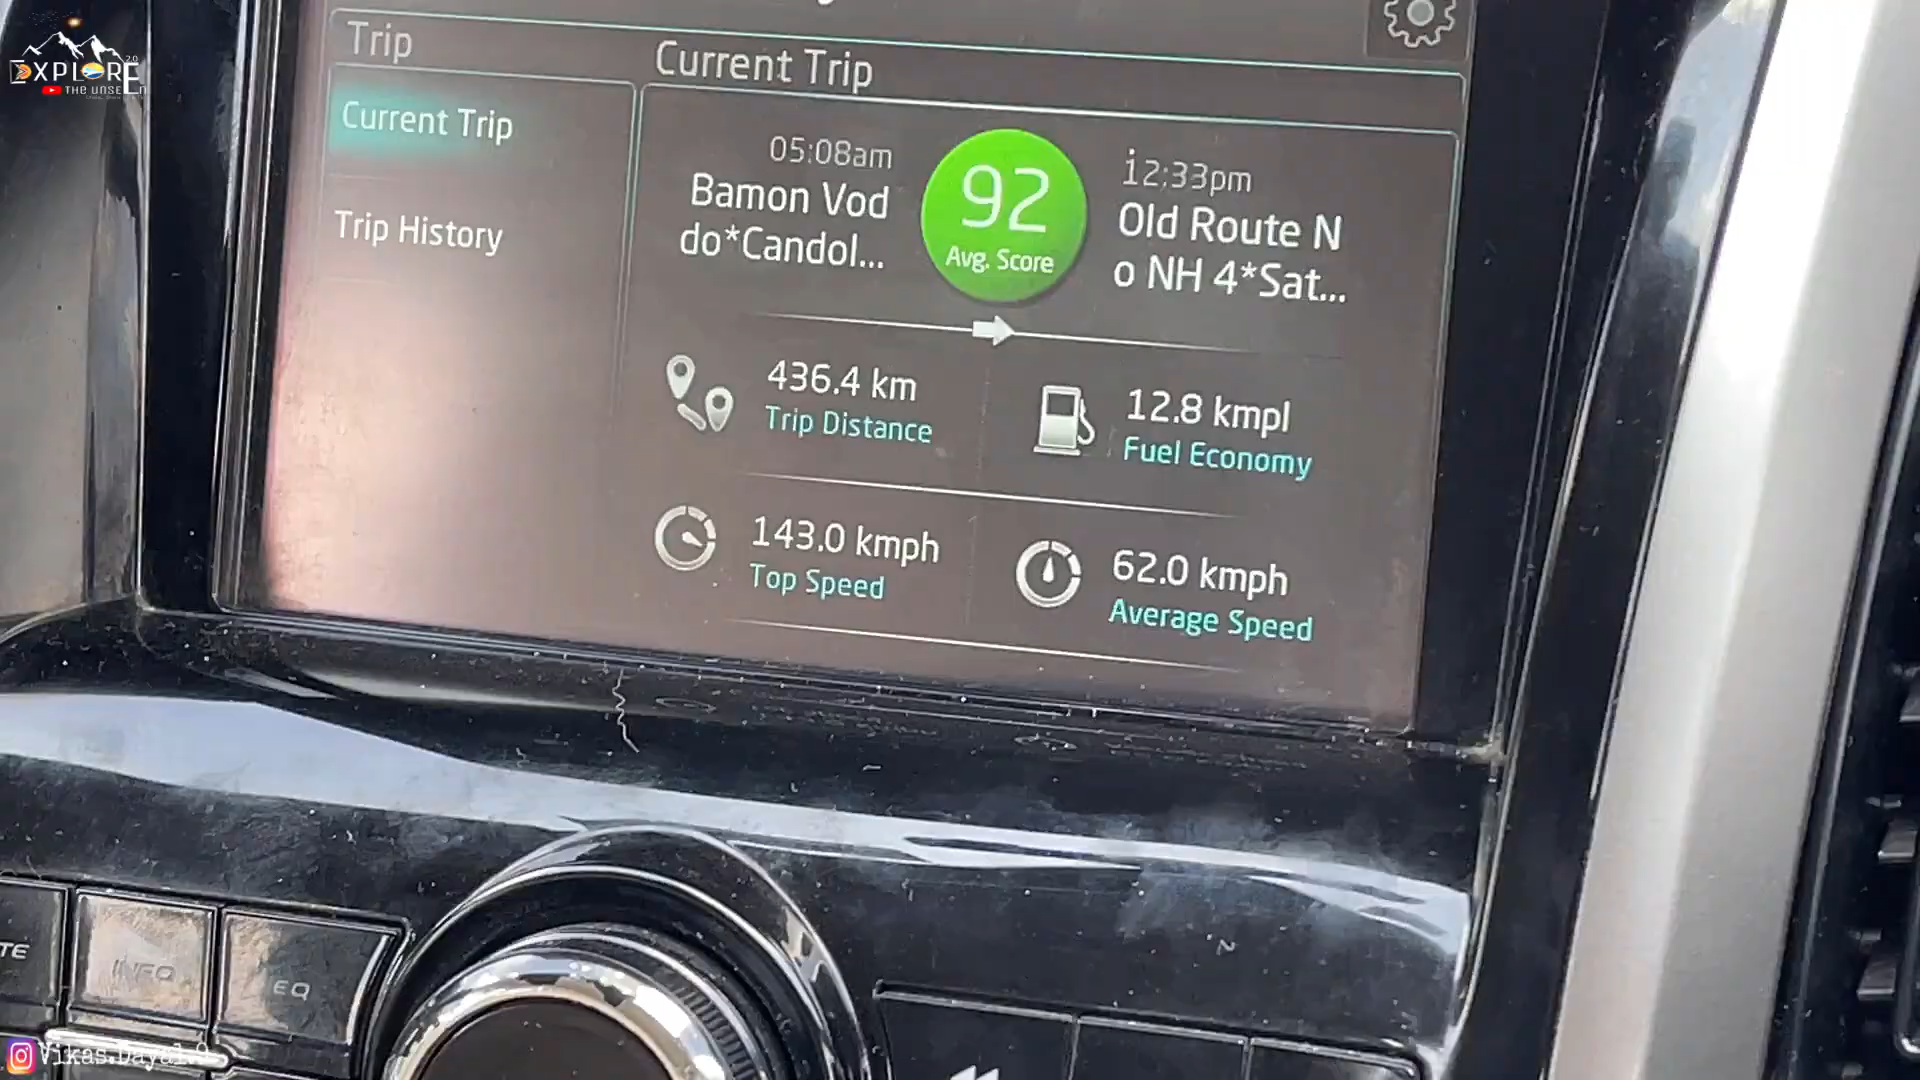 EXPLORE 2.0
THE UNSEEn
Trip
Current Trip
Current Trip
Trip History
05:08am
Bamon Vod
do*Candol...
92
Avg. Score
12:33pm
Old Route N
o NH 4*Sat...
436.4 km
Trip Distance
12.8 kmpl
Fuel Economy
143.0 kmph
Top Speed
62.0 kmph
Average Speed
TE
INFO
EQ
Vikas.Dayal.9